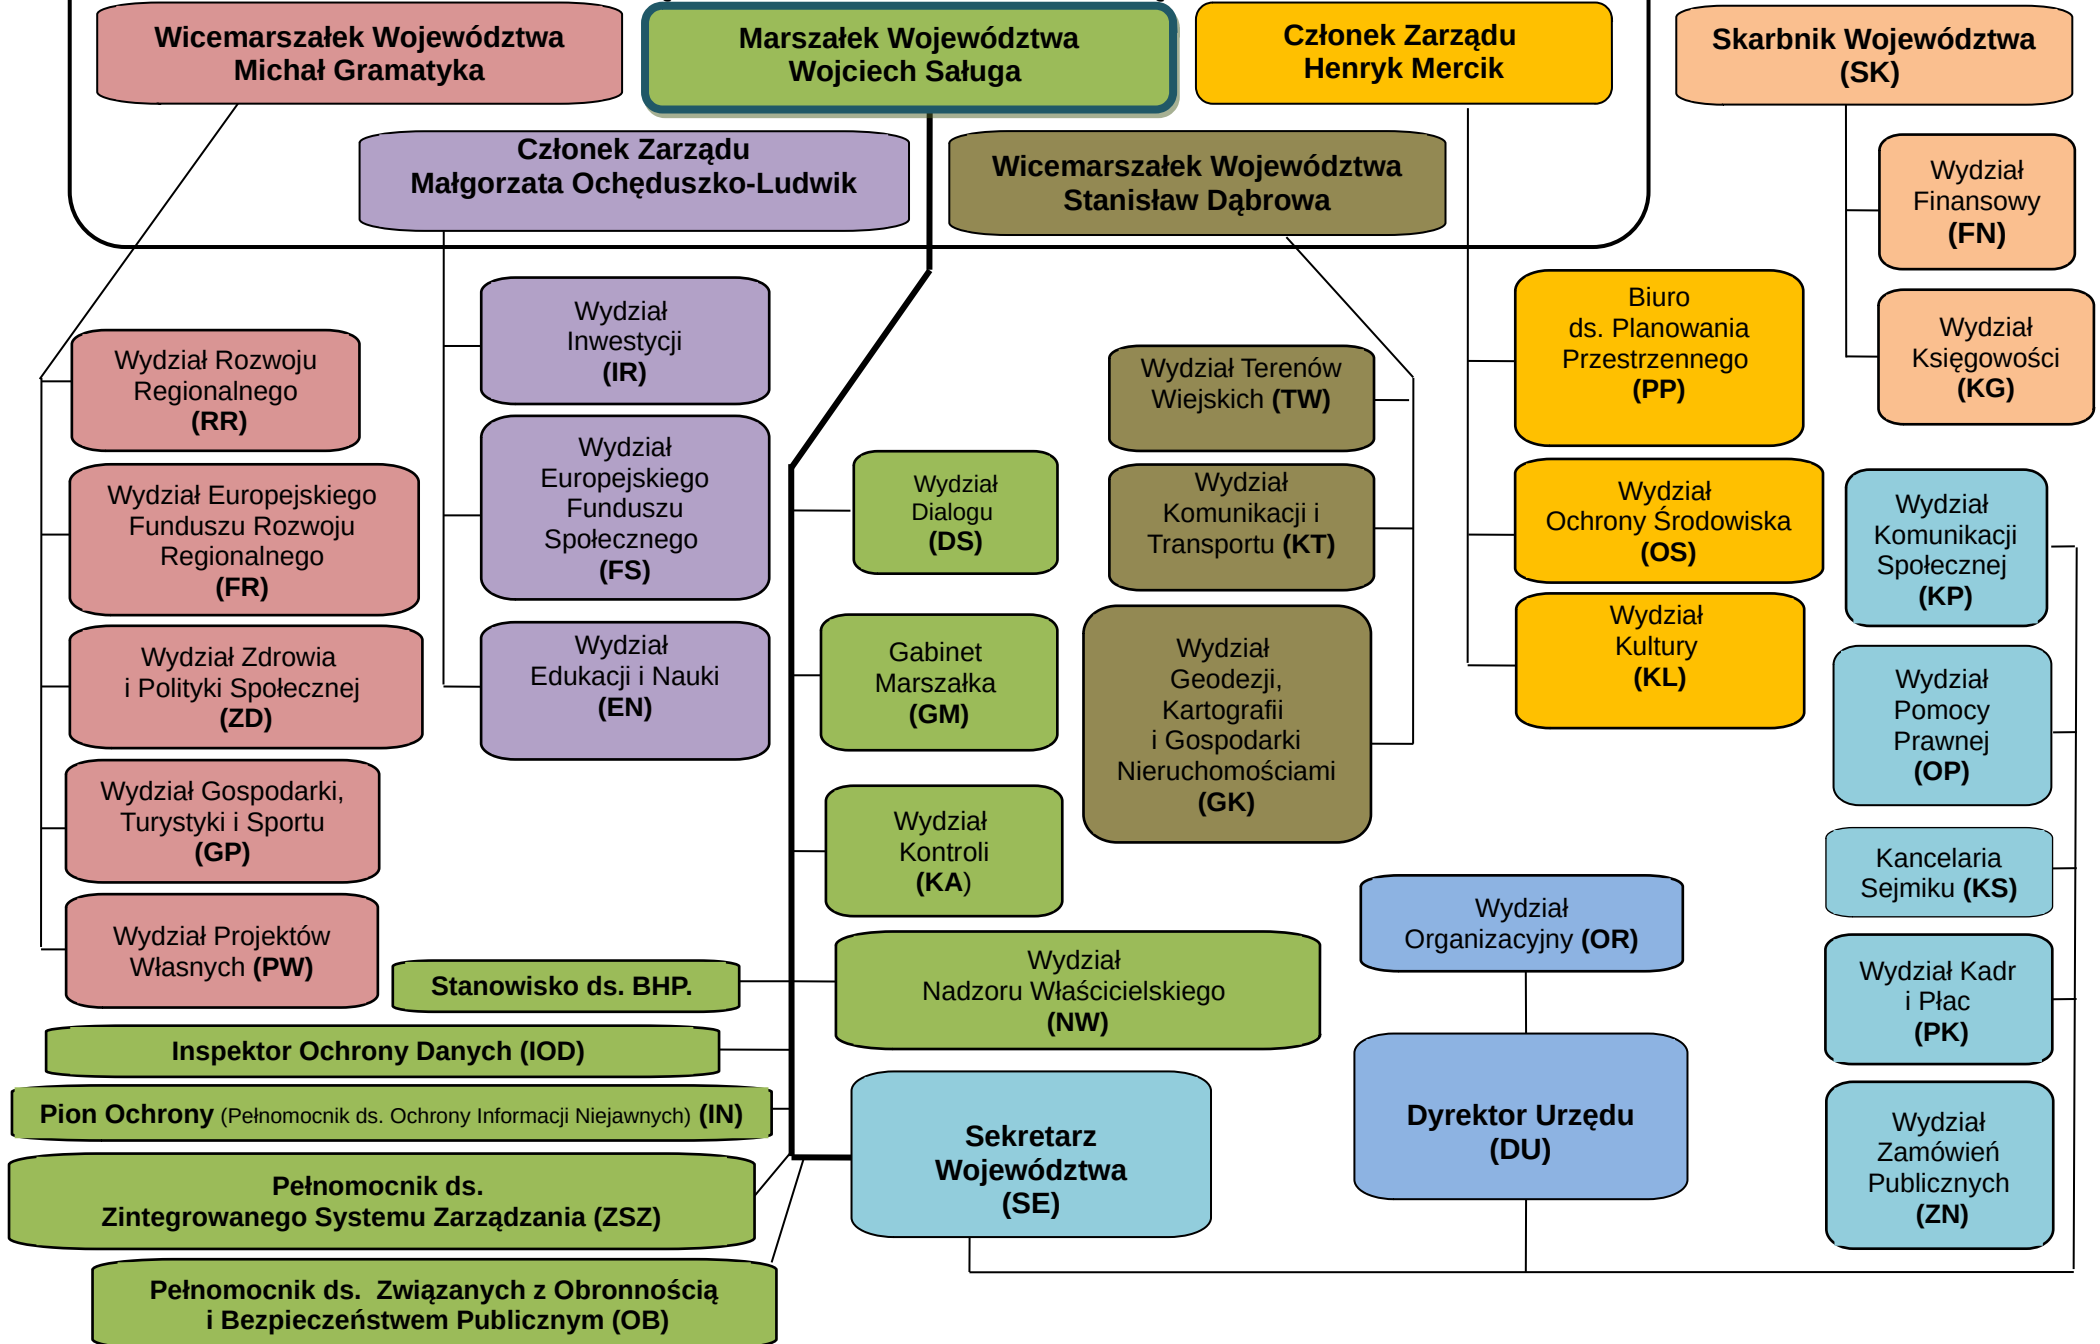 Wicemarszałek Województwa
Michał Gramatyka
Marszałek Województwa
Wojciech Saługa
Członek Zarządu
Henryk Mercik
Skarbnik Województwa
(SK)
Członek Zarządu
Małgorzata Ochęduszko-Ludwik
Wicemarszałek Województwa
Stanisław Dąbrowa
Wydział
Finansowy
(FN)
Wydział
Księgowości
(KG)
Wydział Rozwoju
Regionalnego
(RR)
Wydział Europejskiego
Funduszu Rozwoju
Regionalnego
(FR)
Wydział Zdrowia
i Polityki Społecznej
(ZD)
Wydział Gospodarki,
Turystyki i Sportu
(GP)
Wydział Projektów
Własnych (PW)
Wydział
Inwestycji
(IR)
Wydział
Europejskiego
Funduszu
Społecznego
(FS)
Wydział
Edukacji i Nauki
(EN)
Wydział
Dialogu
(DS)
Gabinet
Marszałka
(GM)
Wydział
Kontroli
(KA)
Wydział
Nadzoru Właścicielskiego
(NW)
Wydział Terenów
Wiejskich (TW)
Wydział
Komunikacji i
Transportu (KT)
Wydział
Geodezji,
Kartografii
i Gospodarki
Nieruchomościami
(GK)
Biuro
ds. Planowania
Przestrzennego
(PP)
Wydział
Ochrony Środowiska
(OS)
Wydział
Kultury
(KL)
Wydział
Komunikacji
Społecznej
(KP)
Wydział
Pomocy
Prawnej
(OP)
Kancelaria
Sejmiku (KS)
Wydział Kadr
i Płac
(PK)
Wydział
Zamówień
Publicznych
(ZN)
Wydział
Organizacyjny (OR)
Dyrektor Urzędu
(DU)
Sekretarz
Województwa
(SE)
Stanowisko ds. BHP.
Inspektor Ochrony Danych (IOD)
Pion Ochrony (Pełnomocnik ds. Ochrony Informacji Niejawnych) (IN)
Pełnomocnik ds.
Zintegrowanego Systemu Zarządzania (ZSZ)
Pełnomocnik ds. Związanych z Obronnością
i Bezpieczeństwem Publicznym (OB)